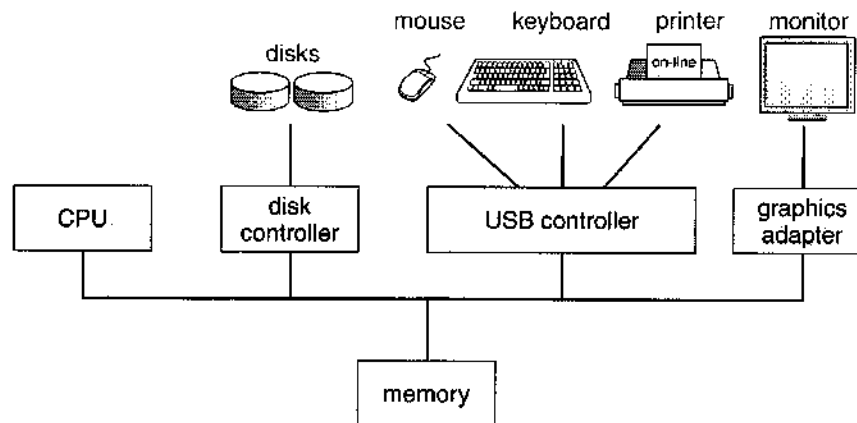 mouse
keyboard
printer
monitor
disks
on-line
CPU
disk
controller
USB controller
graphics
adapter
memory